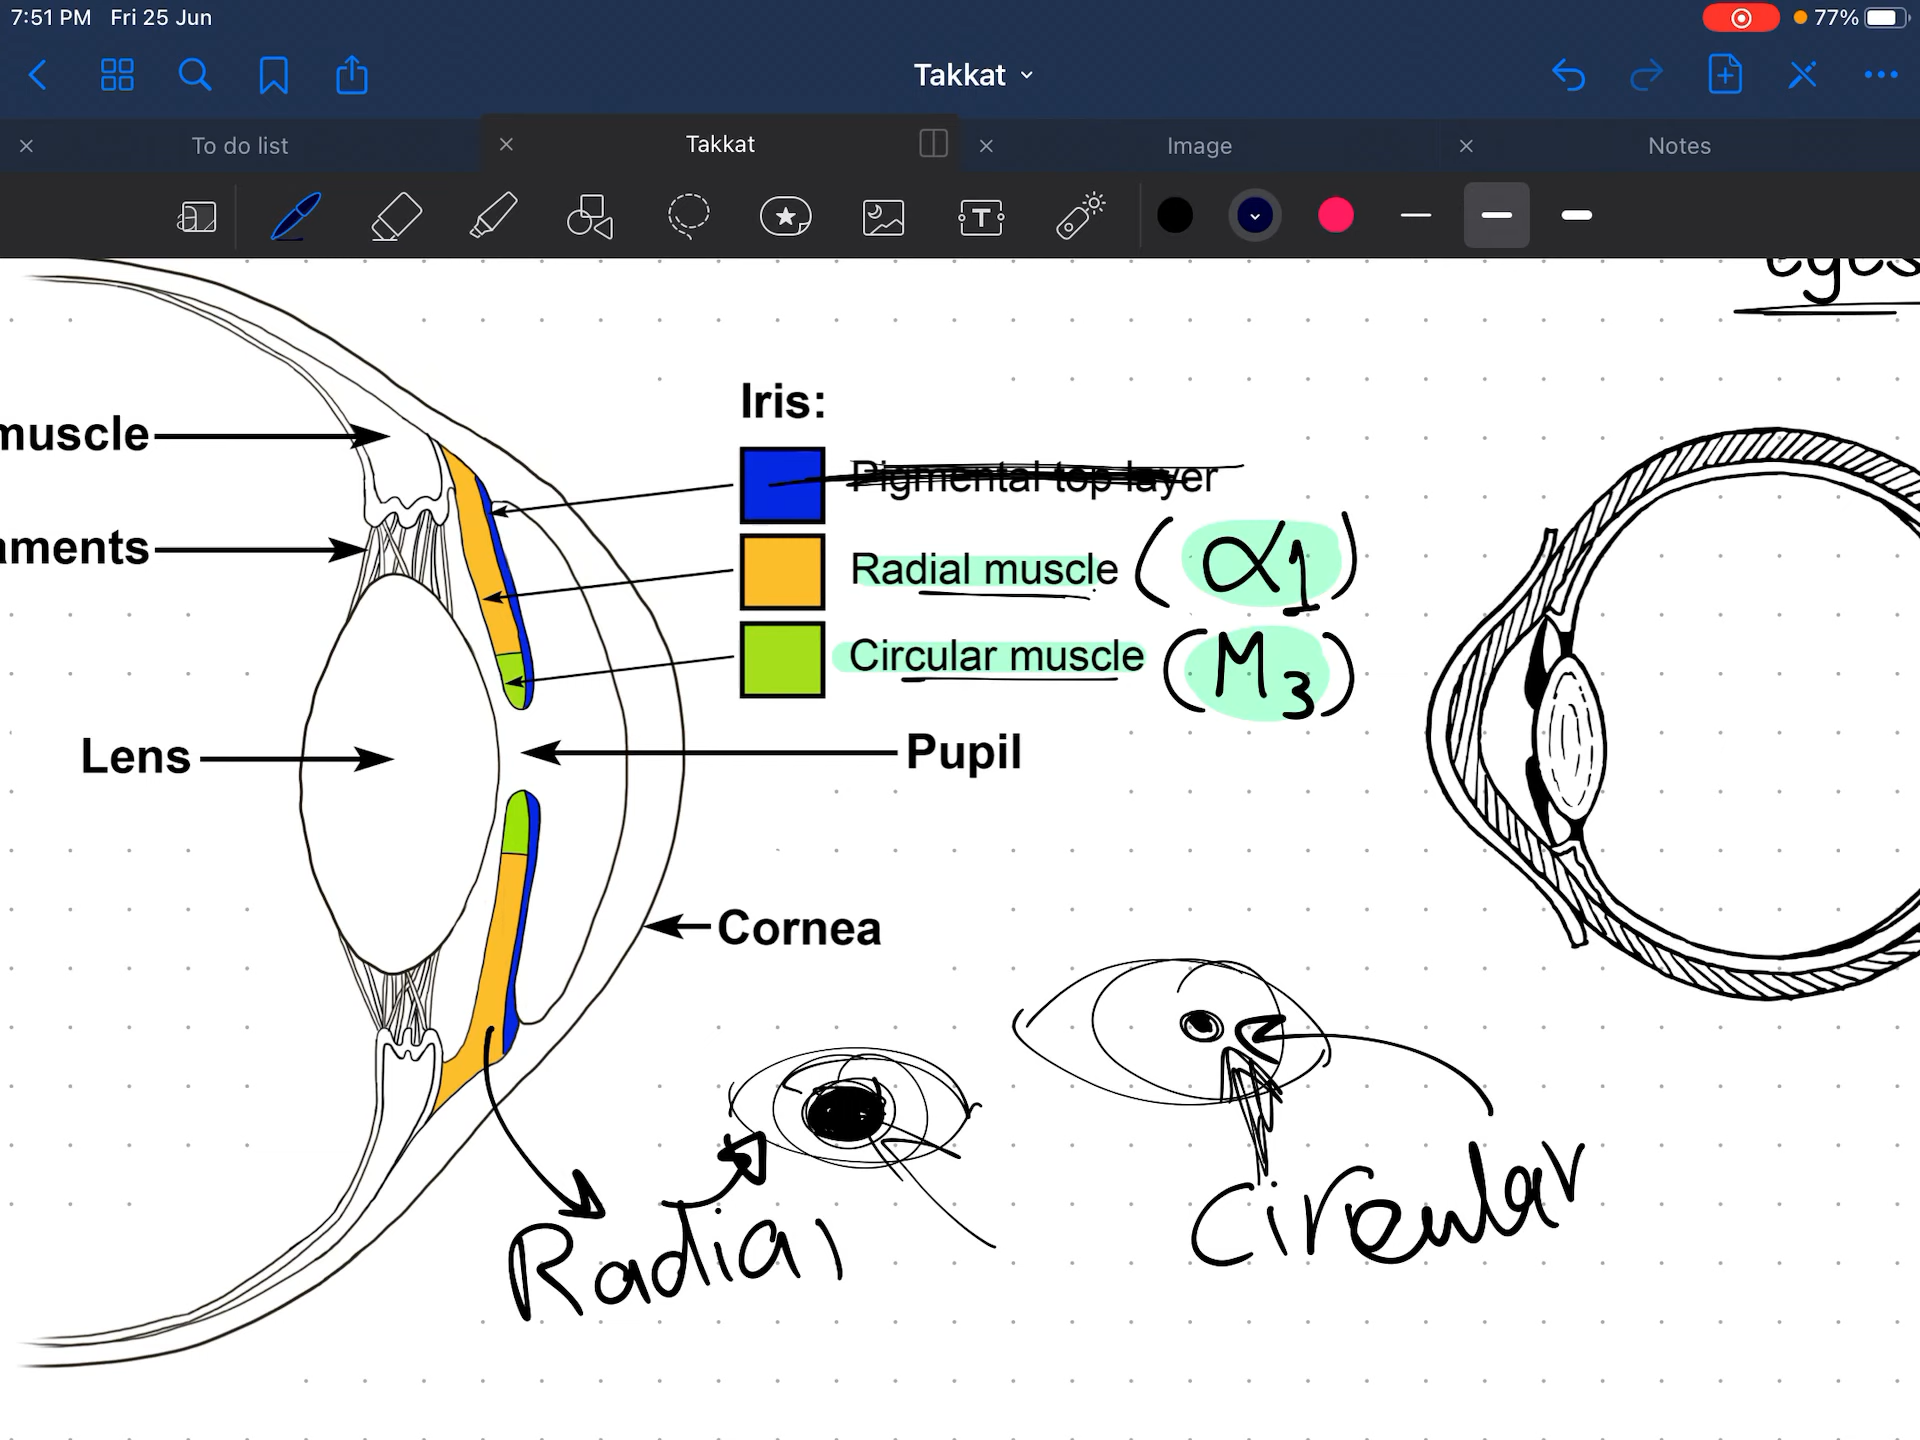 7:51 PM Fri 25 Jun
77%
Takkat
To do list
Takkat
Image
Notes
eyes
Iris:
muscle
Pigmental top layer
Radial muscle (α1)
aments
Circular muscle (M3)
Lens
Pupil
Cornea
Radial
Circular